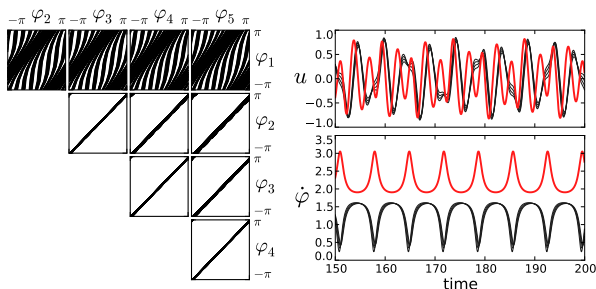 φ₂ φ₃ φ₄ φ₅
−π π −π π −π π −π π
π
φ₁
−π
π
φ₂
−π
π
φ₃
−π
π
φ₄
−π
1.0
0.5
u 0.0
−0.5
−1.0
3.5
3.0
2.5
2.0
φ̇ 1.5
1.0
0.5
0.0
150 160 170 180 190 200
time